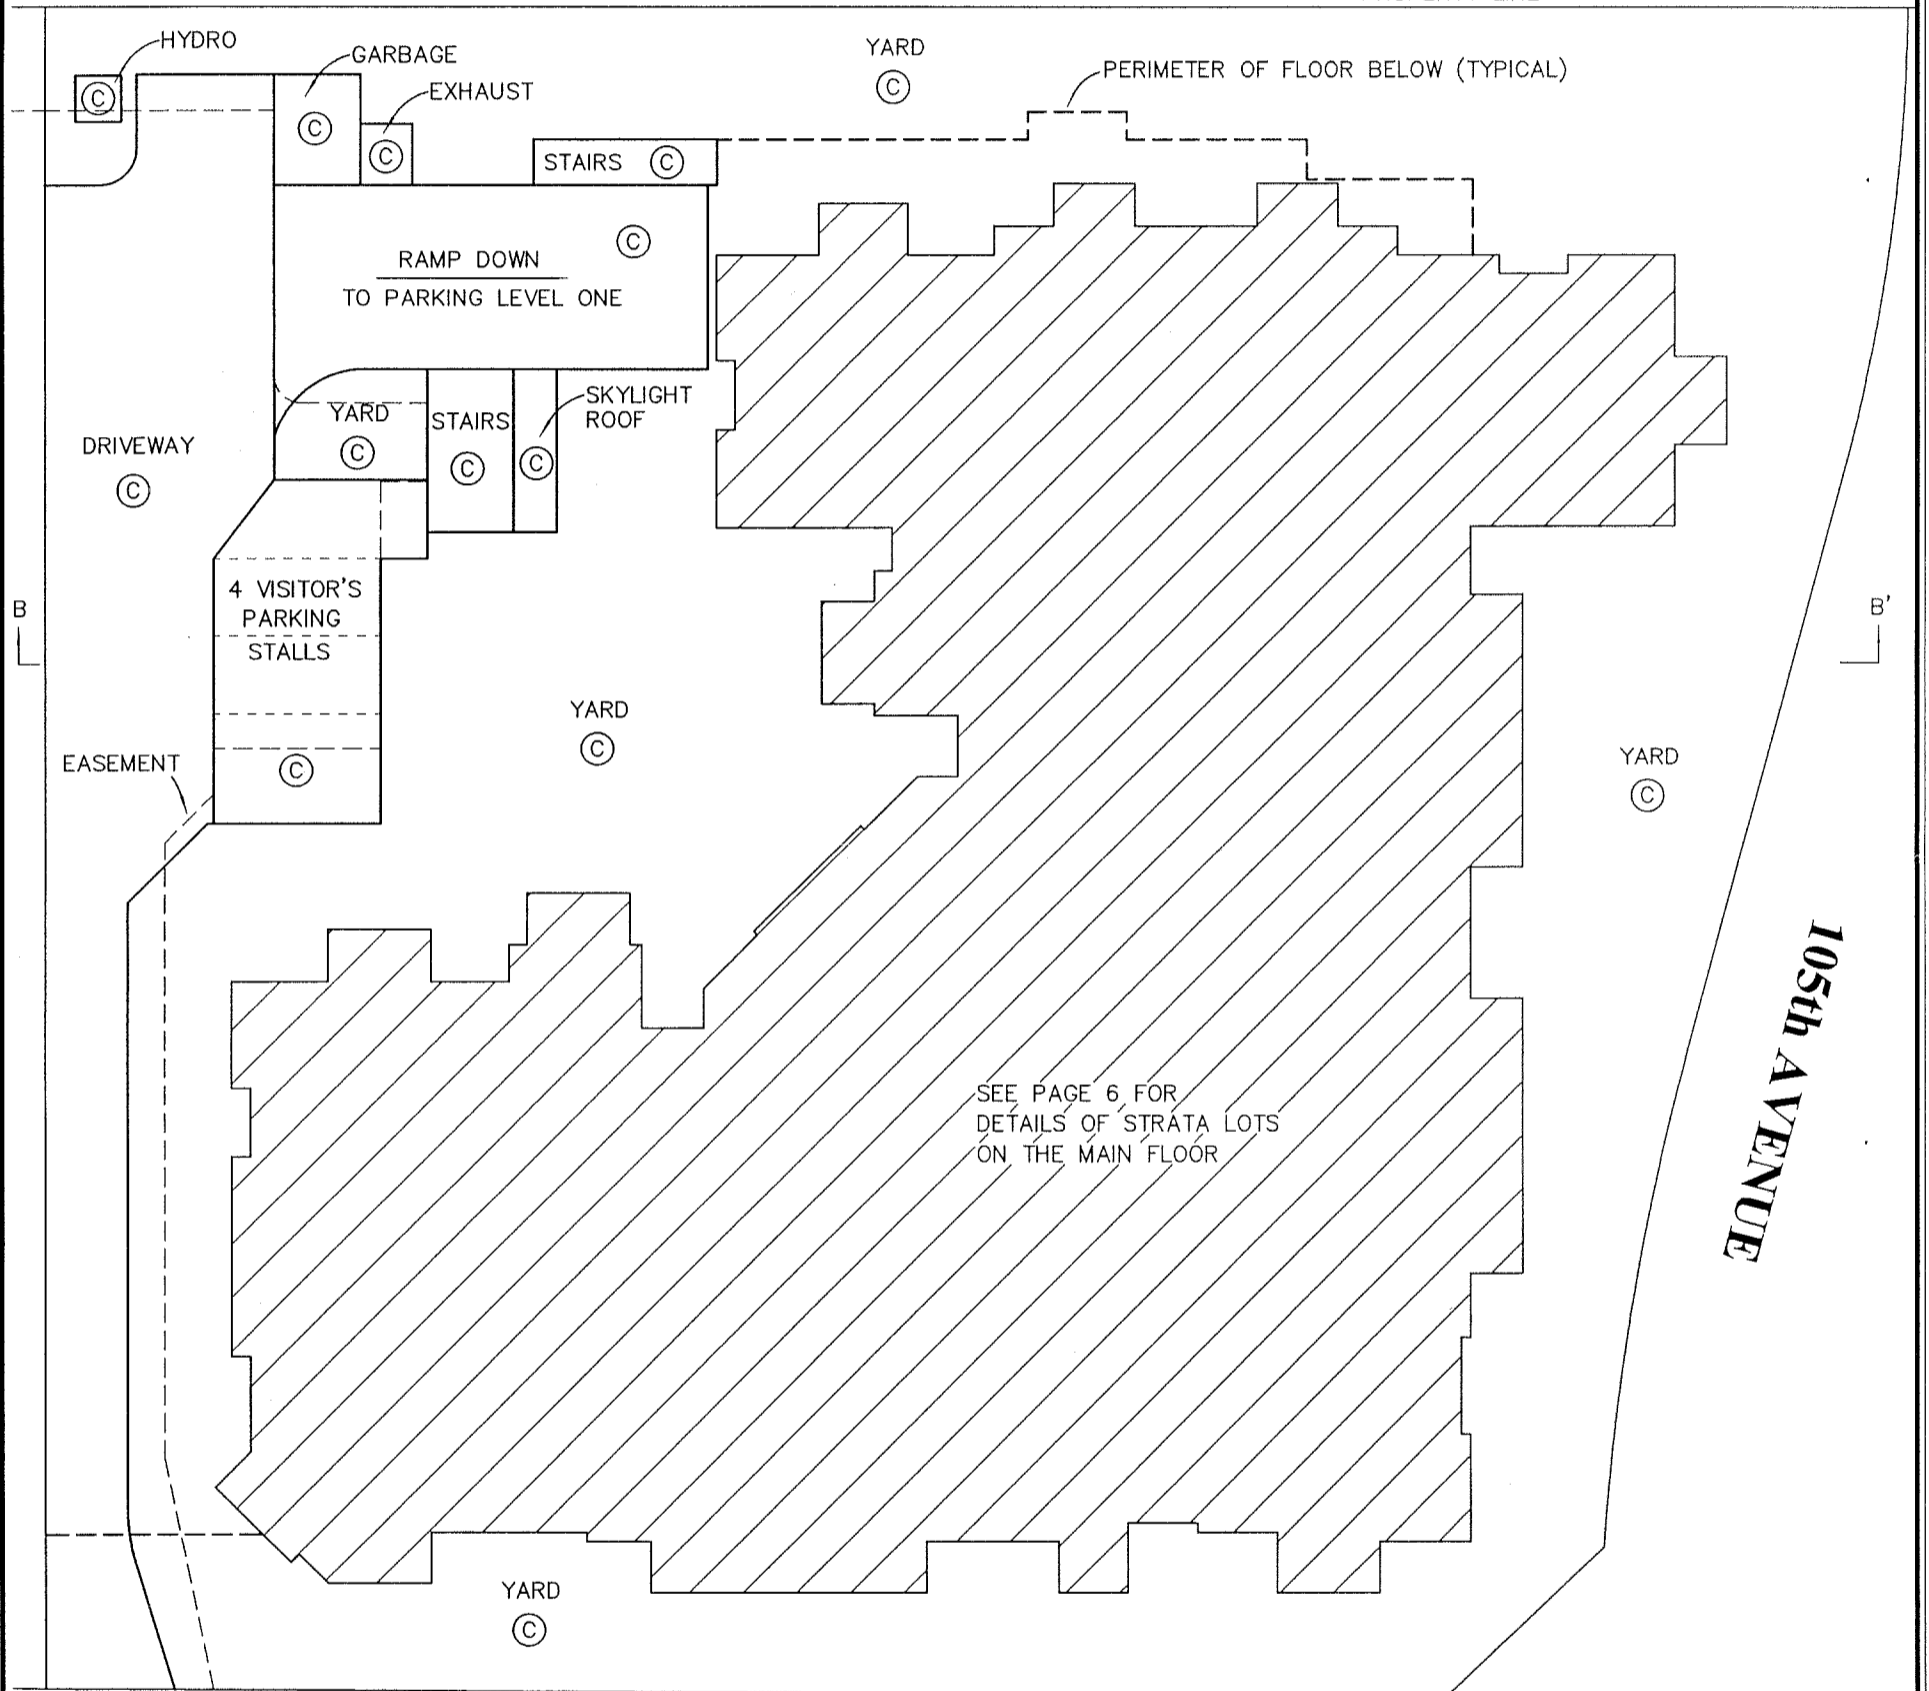 HYDRO
Ⓒ
GARBAGE
Ⓒ
EXHAUST
Ⓒ
YARD
Ⓒ
PERIMETER OF FLOOR BELOW (TYPICAL)
STAIRS Ⓒ
Ⓒ
RAMP DOWN
TO PARKING LEVEL ONE
SKYLIGHT
ROOF
Ⓒ
YARD
Ⓒ
STAIRS
Ⓒ
DRIVEWAY
Ⓒ
4 VISITOR'S
PARKING
STALLS
Ⓒ
B
B'
YARD
Ⓒ
EASEMENT
YARD
Ⓒ
105th AVENUE
SEE PAGE 6 FOR
DETAILS OF STRATA LOTS
ON THE MAIN FLOOR
YARD
Ⓒ